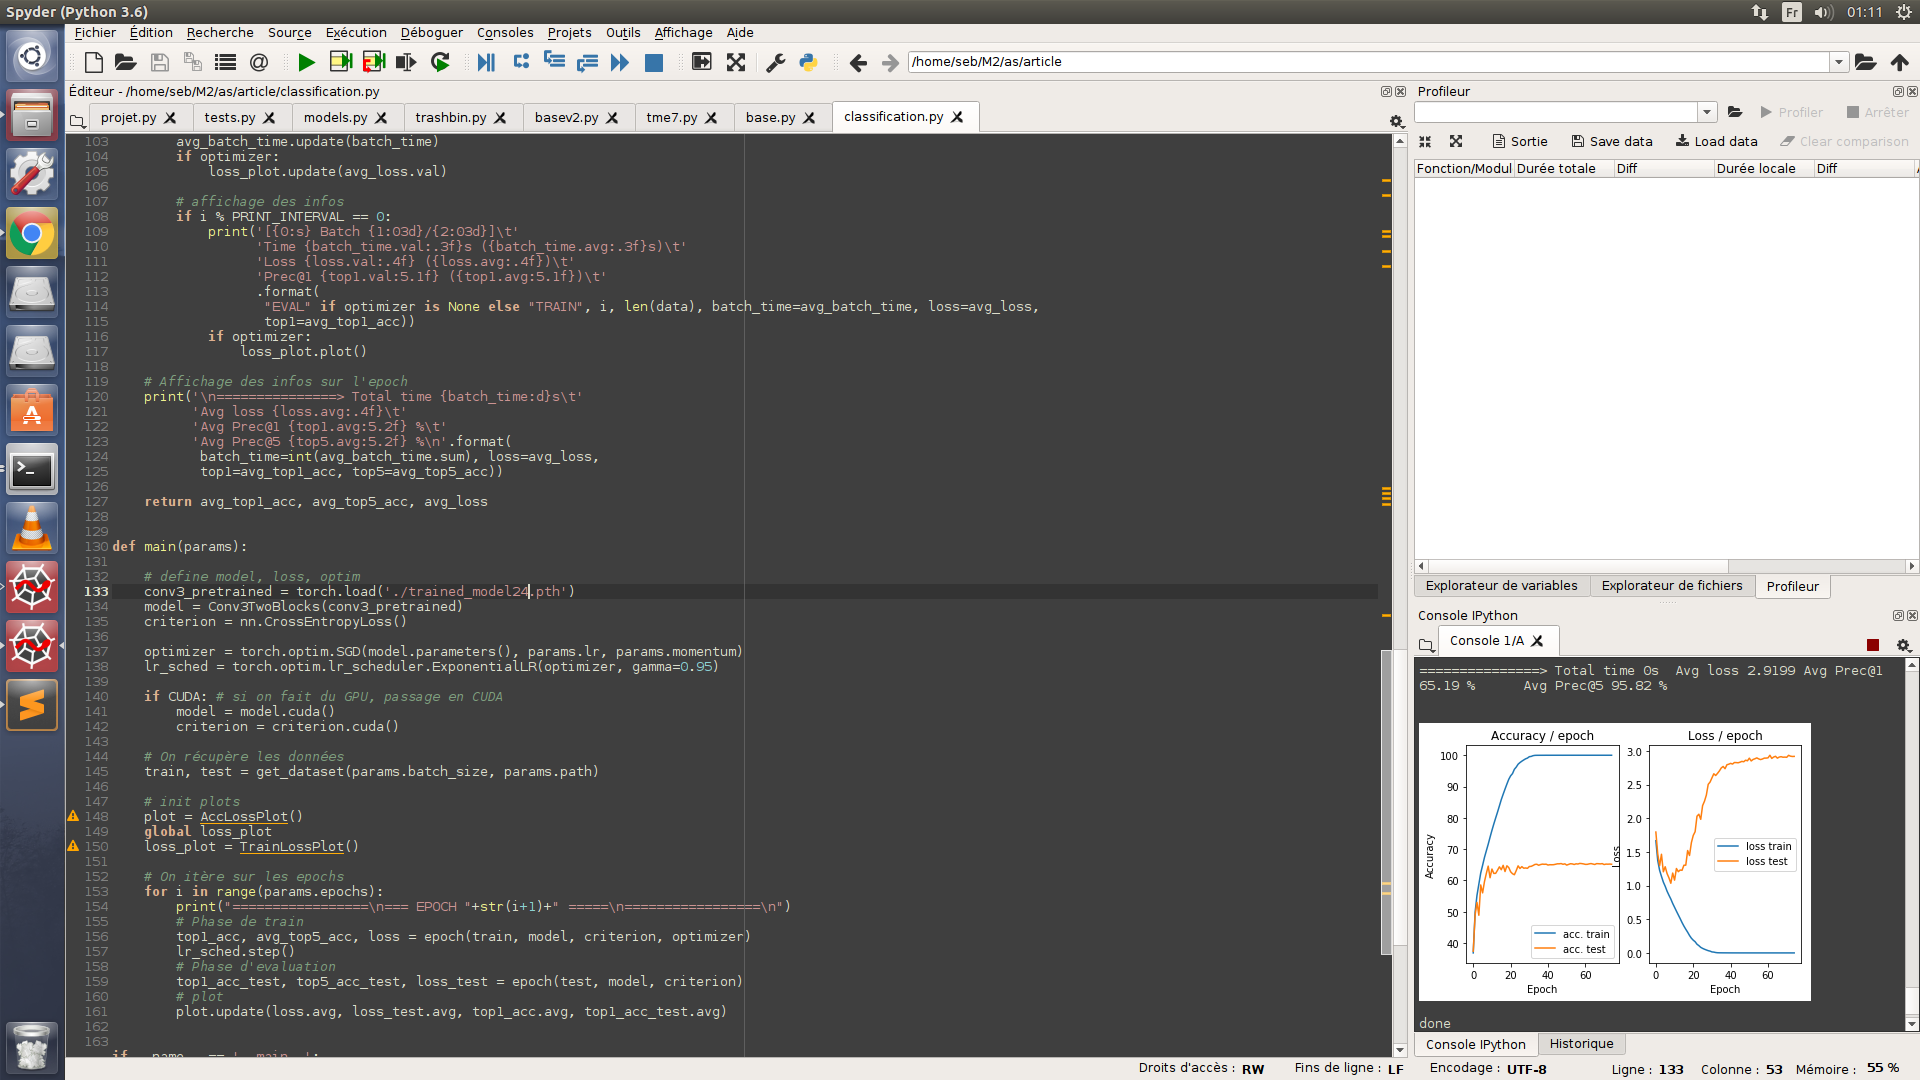 Spyder (Python 3.6)
Fr
01:11
Fichier Édition Recherche Source Exécution Déboguer Consoles Projets Outils Affichage Aide
/home/seb/M2/as/article
Éditeur - /home/seb/M2/as/article/classification.py
projet.py tests.py models.py trashbin.py basev2.py tme7.py base.py classification.py
103 avg_batch_time.update(batch_time)
104 if optimizer:
105 loss_plot.update(avg_loss.val)
106
107 # affichage des infos
108 if i % PRINT_INTERVAL == 0:
109 print('[{0:s} Batch {1:03d}/{2:03d}]\t'
110 'Time {batch_time.val:.3f}s ({batch_time.avg:.3f}s)\t'
111 'Loss {loss.val:.4f} ({loss.avg:.4f})\t'
112 'Prec@1 {top1.val:5.1f} ({top1.avg:5.1f})\t'
113 .format(
114 "EVAL" if optimizer is None else "TRAIN", i, len(data), batch_time=avg_batch_time, loss=avg_loss,
115 top1=avg_top1_acc))
116 if optimizer:
117 loss_plot.plot()
118
119 # Affichage des infos sur l'epoch
120 print('\n===============> Total time {batch_time:d}s\t'
121 'Avg loss {loss.avg:.4f}\t'
122 'Avg Prec@1 {top1.avg:5.2f} %\t'
123 'Avg Prec@5 {top5.avg:5.2f} %\n'.format(
124 batch_time=int(avg_batch_time.sum), loss=avg_loss,
125 top1=avg_top1_acc, top5=avg_top5_acc))
126
127 return avg_top1_acc, avg_top5_acc, avg_loss
128
129
130 def main(params):
131
132 # define model, loss, optim
133 conv3_pretrained = torch.load('./trained_model24.pth')
134 model = Conv3TwoBlocks(conv3_pretrained)
135 criterion = nn.CrossEntropyLoss()
136
137 optimizer = torch.optim.SGD(model.parameters(), params.lr, params.momentum)
138 lr_sched = torch.optim.lr_scheduler.ExponentialLR(optimizer, gamma=0.95)
139
140 if CUDA: # si on fait du GPU, passage en CUDA
141 model = model.cuda()
142 criterion = criterion.cuda()
143
144 # On récupère les données
145 train, test = get_dataset(params.batch_size, params.path)
146
147 # init plots
148 plot = AccLossPlot()
149 global loss_plot
150 loss_plot = TrainLossPlot()
151
152 # On itère sur les epochs
153 for i in range(params.epochs):
154 print("=================\n=== EPOCH "+str(i+1)+" =====\n=================\n")
155 # Phase de train
156 top1_acc, avg_top5_acc, loss = epoch(train, model, criterion, optimizer)
157 lr_sched.step()
158 # Phase d'evaluation
159 top1_acc_test, top5_acc_test, loss_test = epoch(test, model, criterion)
160 # plot
161 plot.update(loss.avg, loss_test.avg, top1_acc.avg, top1_acc_test.avg)
162
163
Profileur
Profiler Arrêter
Sortie Save data Load data Clear comparison
Fonction/Modul Durée totale Diff Durée locale Diff
Explorateur de variables Explorateur de fichiers Profileur
Console IPython
Console 1/A
===============> Total time 0s Avg loss 2.9199 Avg Prec@1
65.19 % Avg Prec@5 95.82 %
Accuracy / epoch
100
90
80
70
60
50
40
0 20 40 60
Accuracy
Epoch
acc. train
acc. test
Loss / epoch
3.0
2.5
2.0
1.5
1.0
0.5
0.0
0 20 40 60
Loss
Epoch
loss train
loss test
done
Console IPython Historique
Droits d'accès : RW Fins de ligne : LF Encodage : UTF-8 Ligne : 133 Colonne : 53 Mémoire : 55 %